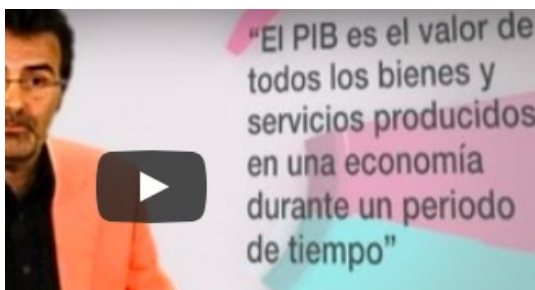 “El PIB es el valor de
todos los bienes y
servicios producidos
en una economía
durante un periodo
de tiempo”